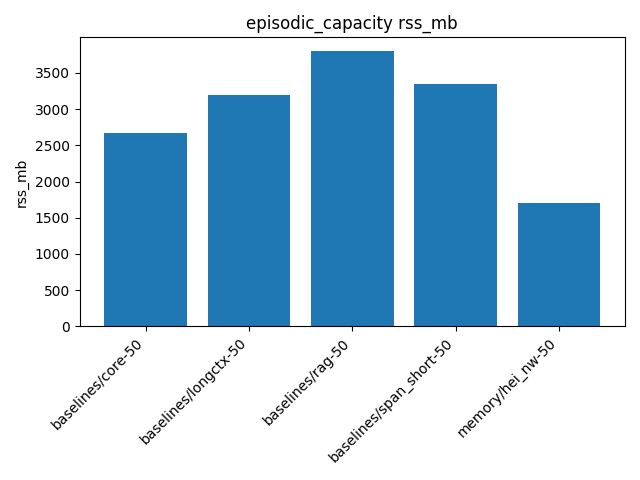 episodic_capacity rss_mb
rss_mb
3500
3000
2500
2000
1500
1000
500
0
baselines/core-50
baselines/longctx-50
baselines/rag-50
baselines/span_short-50
memory/hei_nw-50